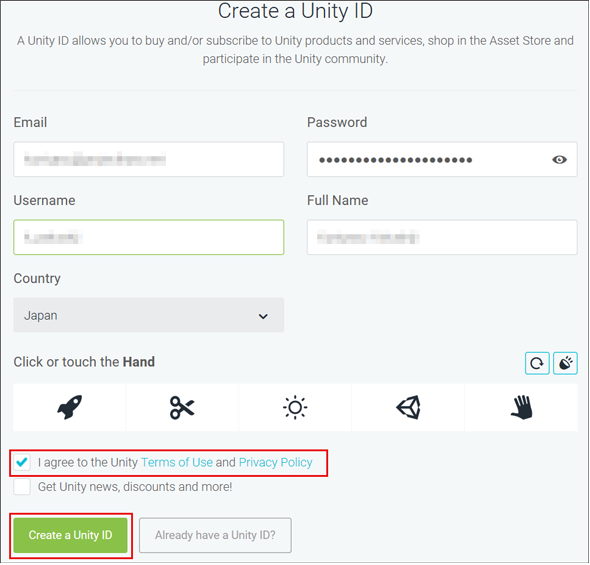 Create a Unity ID
A Unity ID allows you to buy and/or subscribe to Unity products and services, shop in the Asset Store and
participate in the Unity community.
Email
Password
Username
Full Name
Country
Japan
Click or touch the Hand
I agree to the Unity Terms of Use and Privacy Policy
Get Unity news, discounts and more!
Create a Unity ID
Already have a Unity ID?